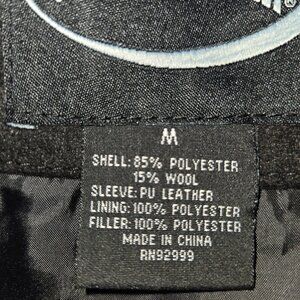 ®
M
SHELL: 85% POLYESTER
15% WOOL
SLEEVE: PU LEATHER
LINING: 100% POLYESTER
FILLER: 100% POLYESTER
MADE IN CHINA
RN92999